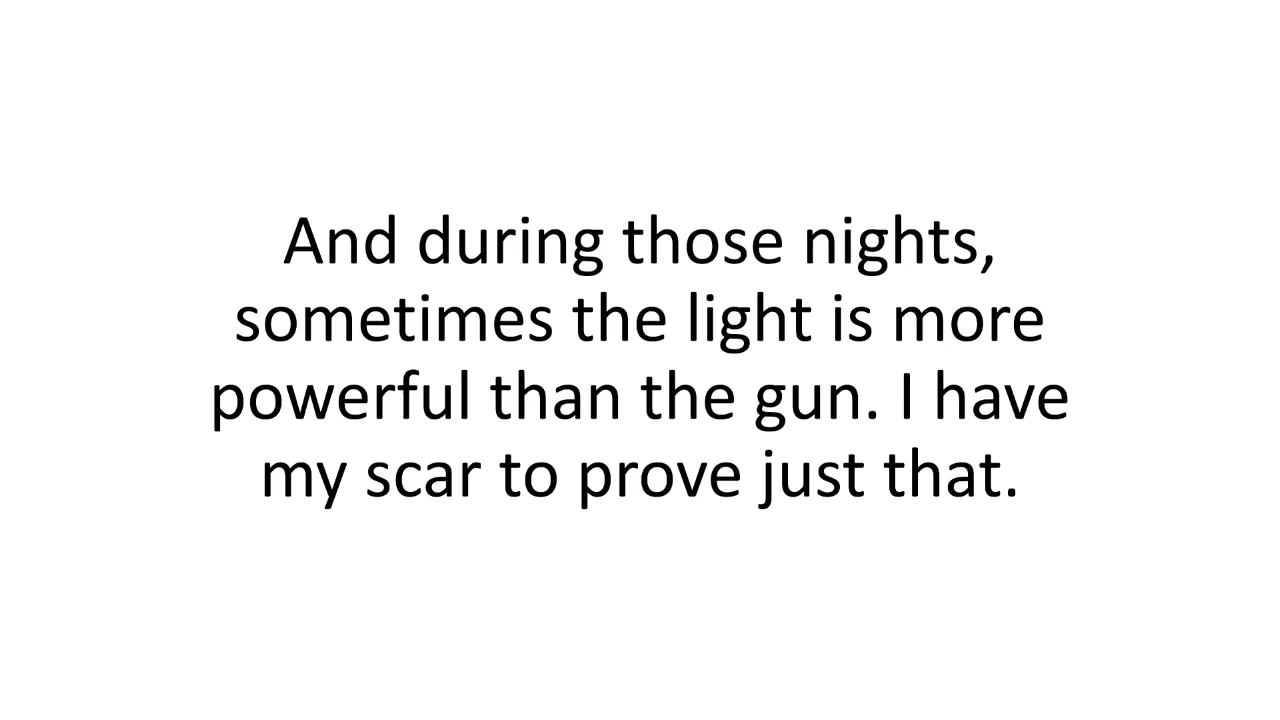 And during those nights,
sometimes the light is more
powerful than the gun. I have
my scar to prove just that.